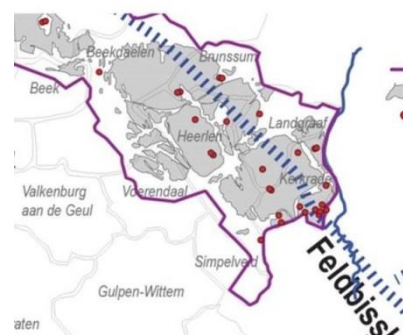 Beekdaelen
Brunssum
Beek
Landgraaf
Heerlen
Kerkrade
Valkenburg
aan de Geul
Voerendaal
Simpelveld
Gulpen-Wittem
Feldbiss